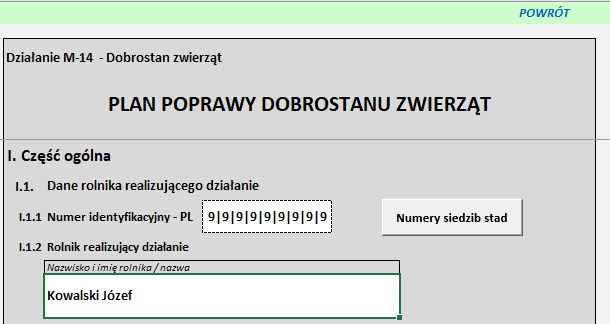 POWRÓT
Działanie M-14 - Dobrostan zwierząt
PLAN POPRAWY DOBROSTANU ZWIERZĄT
I. Część ogólna
I.1. Dane rolnika realizującego działanie
I.1.1 Numer identyfikacyjny - PL 9|9|9|9|9|9|9|9|9 Numery siedzib stad
I.1.2 Rolnik realizujący działanie
Nazwisko i imię rolnika / nazwa
Kowalski Józef